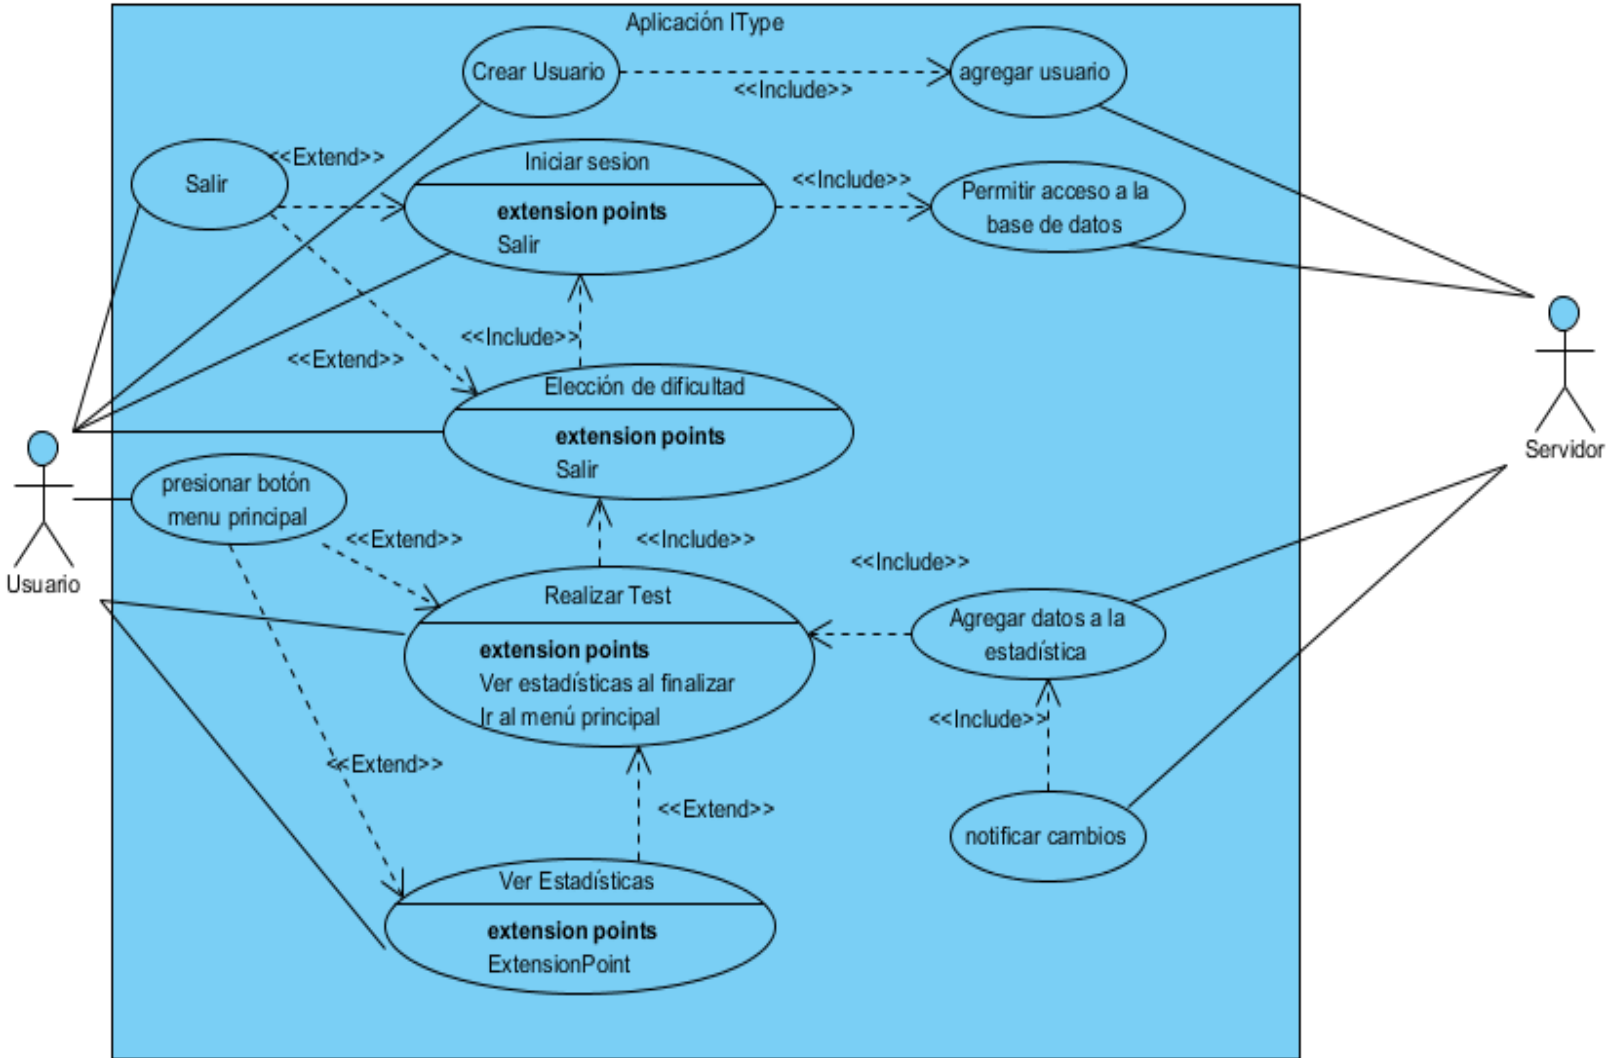 Aplicación IType
Crear Usuario
<<Include>>
agregar usuario
Salir
<<Extend>>
Iniciar sesion
extension points
Salir
<<Include>>
Permitir acceso a la
base de datos
<<Include>>
<<Extend>>
Elección de dificultad
extension points
Salir
Servidor
presionar botón
menu principal
<<Extend>>
<<Include>>
<<Include>>
Usuario
Realizar Test
extension points
Ver estadísticas al finalizar
Ir al menú principal
Agregar datos a la
estadística
<<Include>>
<<Extend>>
<<Extend>>
notificar cambios
Ver Estadísticas
extension points
ExtensionPoint